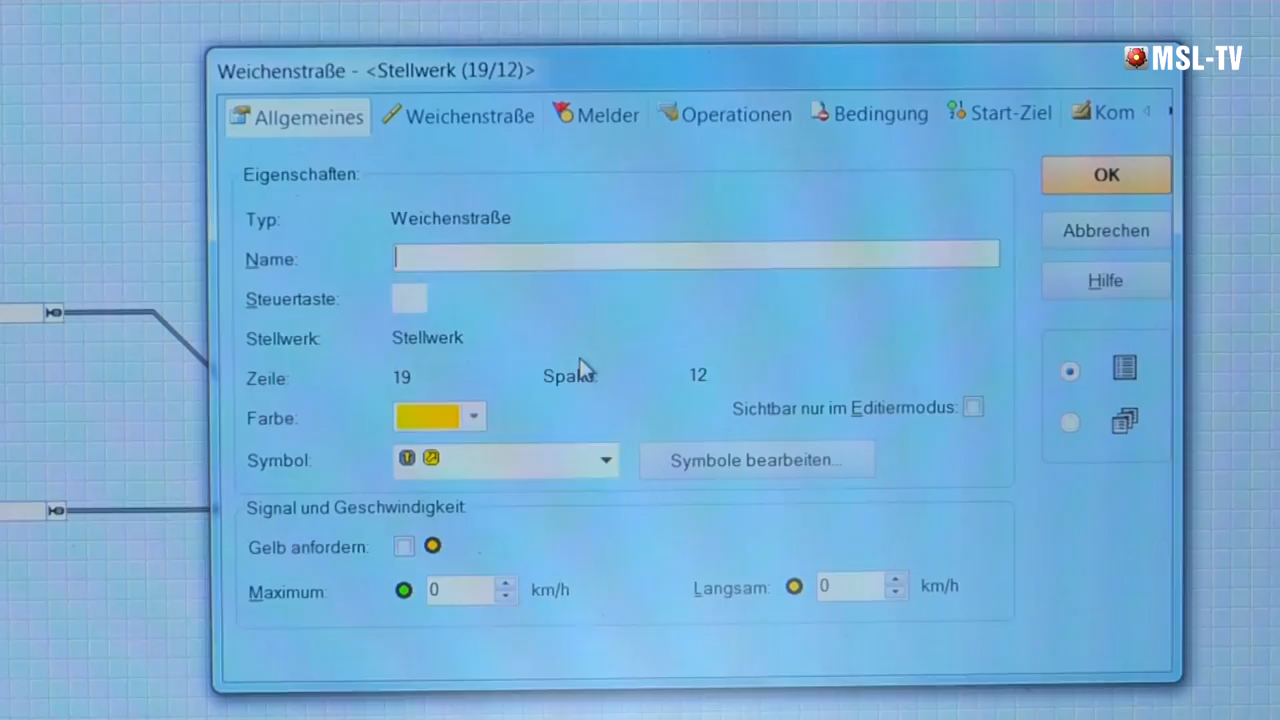 MSL-TV
Weichenstraße - <Stellwerk (19/12)>
Allgemeines Weichenstraße Melder Operationen Bedingung Start-Ziel Kom
Eigenschaften:
OK
Typ: Weichenstraße
Abbrechen
Name:
Hilfe
Steuertaste:
Stellwerk: Stellwerk
Zeile: 19 Spalte: 12
Farbe: Sichtbar nur im Editiermodus:
Symbol: Symbole bearbeiten...
Signal und Geschwindigkeit
Gelb anfordern:
Maximum: 0 km/h Langsam: 0 km/h